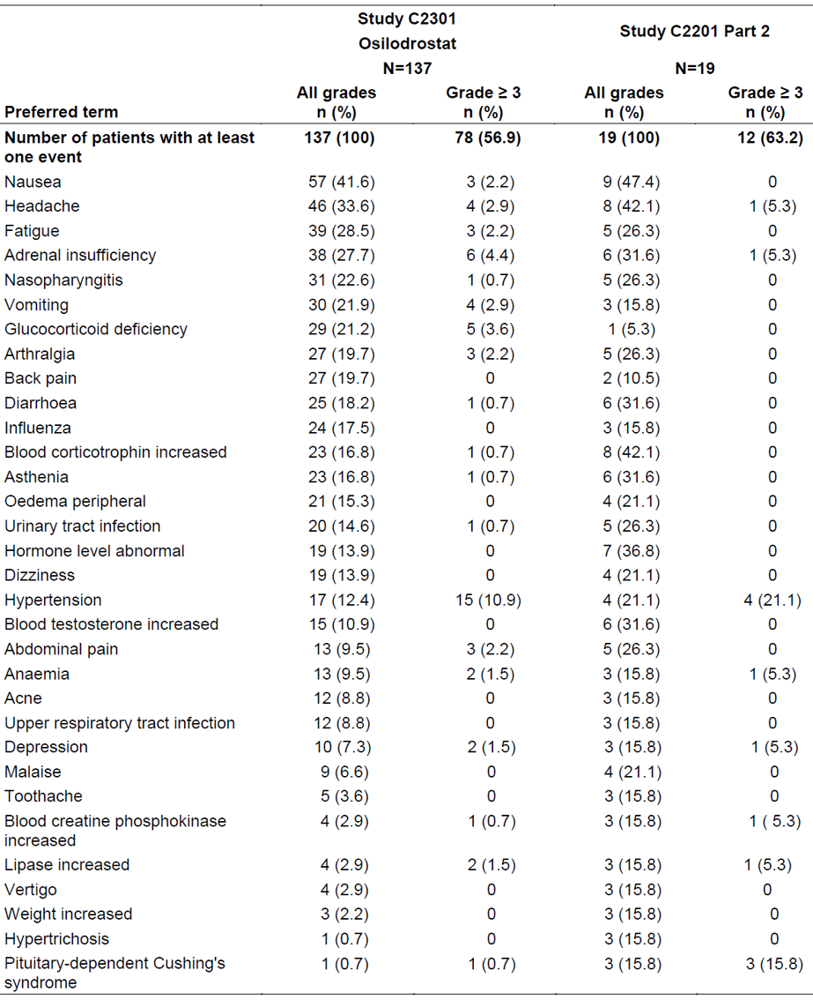 Study C2301
Osilodrostat
Study C2201 Part 2
N=137 N=19
All grades Grade ≥ 3 All grades Grade ≥ 3
Preferred term n (%) n (%) n (%) n (%)
Number of patients with at least 137 (100) 78 (56.9) 19 (100) 12 (63.2)
one event
Nausea 57 (41.6) 3 (2.2) 9 (47.4) 0
Headache 46 (33.6) 4 (2.9) 8 (42.1) 1 (5.3)
Fatigue 39 (28.5) 3 (2.2) 5 (26.3) 0
Adrenal insufficiency 38 (27.7) 6 (4.4) 6 (31.6) 1 (5.3)
Nasopharyngitis 31 (22.6) 1 (0.7) 5 (26.3) 0
Vomiting 30 (21.9) 4 (2.9) 3 (15.8) 0
Glucocorticoid deficiency 29 (21.2) 5 (3.6) 1 (5.3) 0
Arthralgia 27 (19.7) 3 (2.2) 5 (26.3) 0
Back pain 27 (19.7) 0 2 (10.5) 0
Diarrhoea 25 (18.2) 1 (0.7) 6 (31.6) 0
Influenza 24 (17.5) 0 3 (15.8) 0
Blood corticotrophin increased 23 (16.8) 1 (0.7) 8 (42.1) 0
Asthenia 23 (16.8) 1 (0.7) 6 (31.6) 0
Oedema peripheral 21 (15.3) 0 4 (21.1) 0
Urinary tract infection 20 (14.6) 1 (0.7) 5 (26.3) 0
Hormone level abnormal 19 (13.9) 0 7 (36.8) 0
Dizziness 19 (13.9) 0 4 (21.1) 0
Hypertension 17 (12.4) 15 (10.9) 4 (21.1) 4 (21.1)
Blood testosterone increased 15 (10.9) 0 6 (31.6) 0
Abdominal pain 13 (9.5) 3 (2.2) 5 (26.3) 0
Anaemia 13 (9.5) 2 (1.5) 3 (15.8) 1 (5.3)
Acne 12 (8.8) 0 3 (15.8) 0
Upper respiratory tract infection 12 (8.8) 0 3 (15.8) 0
Depression 10 (7.3) 2 (1.5) 3 (15.8) 1 (5.3)
Malaise 9 (6.6) 0 4 (21.1) 0
Toothache 5 (3.6) 0 3 (15.8) 0
Blood creatine phosphokinase 4 (2.9) 1 (0.7) 3 (15.8) 1 ( 5.3)
increased
Lipase increased 4 (2.9) 2 (1.5) 3 (15.8) 1 (5.3)
Vertigo 4 (2.9) 0 3 (15.8) 0
Weight increased 3 (2.2) 0 3 (15.8) 0
Hypertrichosis 1 (0.7) 0 3 (15.8) 0
Pituitary-dependent Cushing's 1 (0.7) 1 (0.7) 3 (15.8) 3 (15.8)
syndrome